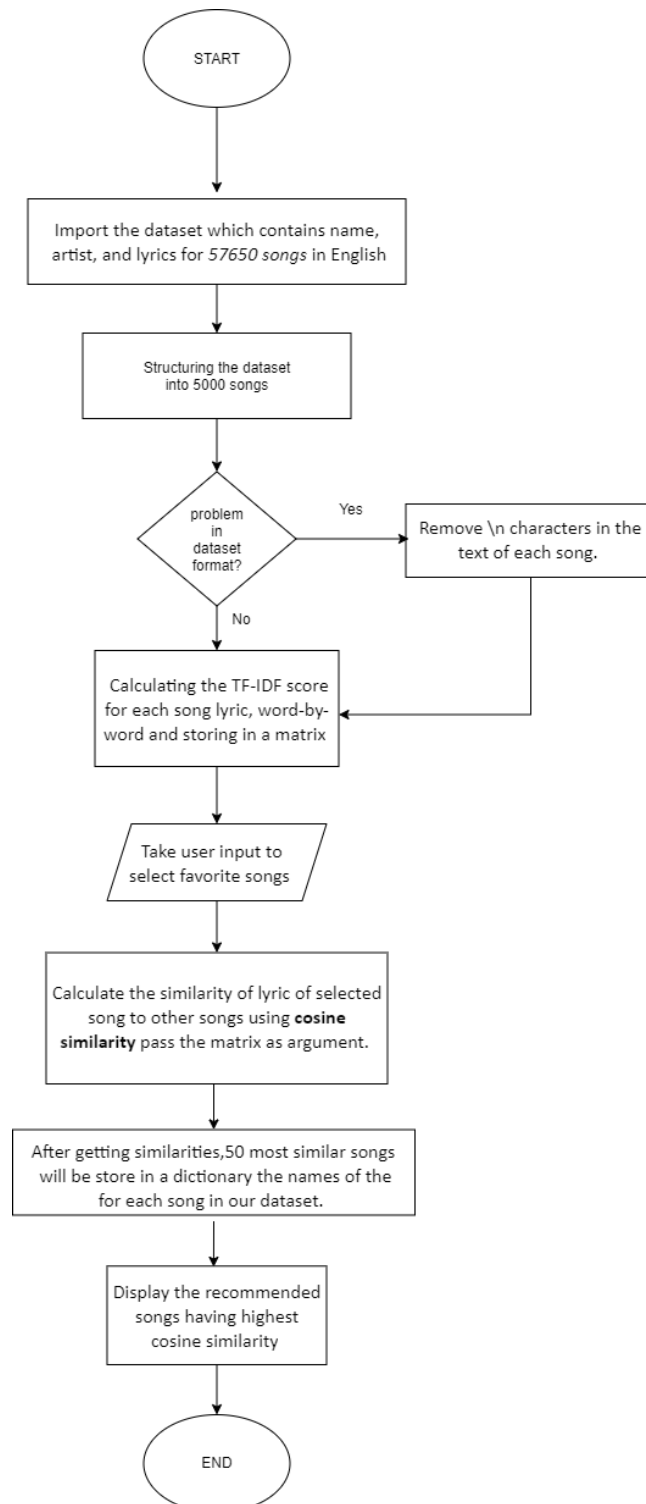 START
Import the dataset which contains name,
artist, and lyrics for 57650 songs in English
Structuring the dataset
into 5000 songs
problem
in
dataset
format?
Yes
Remove \n characters in the
text of each song.
No
Calculating the TF-IDF score
for each song lyric, word-by-
word and storing in a matrix
Take user input to
select favorite songs
Calculate the similarity of lyric of selected
song to other songs using cosine
similarity pass the matrix as argument.
After getting similarities,50 most similar songs
will be store in a dictionary the names of the
for each song in our dataset.
Display the recommended
songs having highest
cosine similarity
END